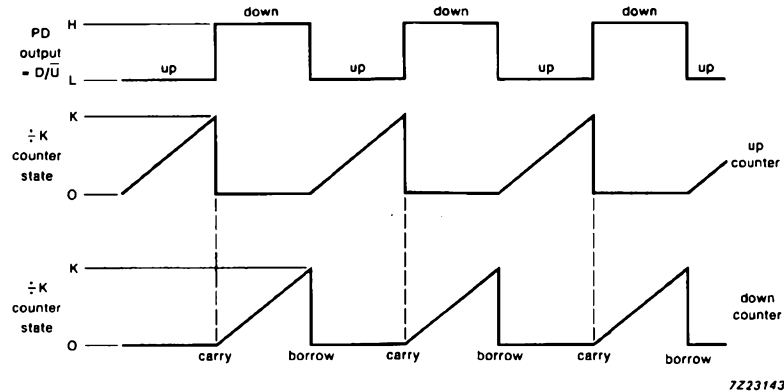 down down down
H
PD
output
= D/U̅
up up up up
L
K
÷ K
counter
state
up
counter
O
K
÷ K
counter
state
down
counter
O
carry borrow carry borrow carry borrow
7Z23143